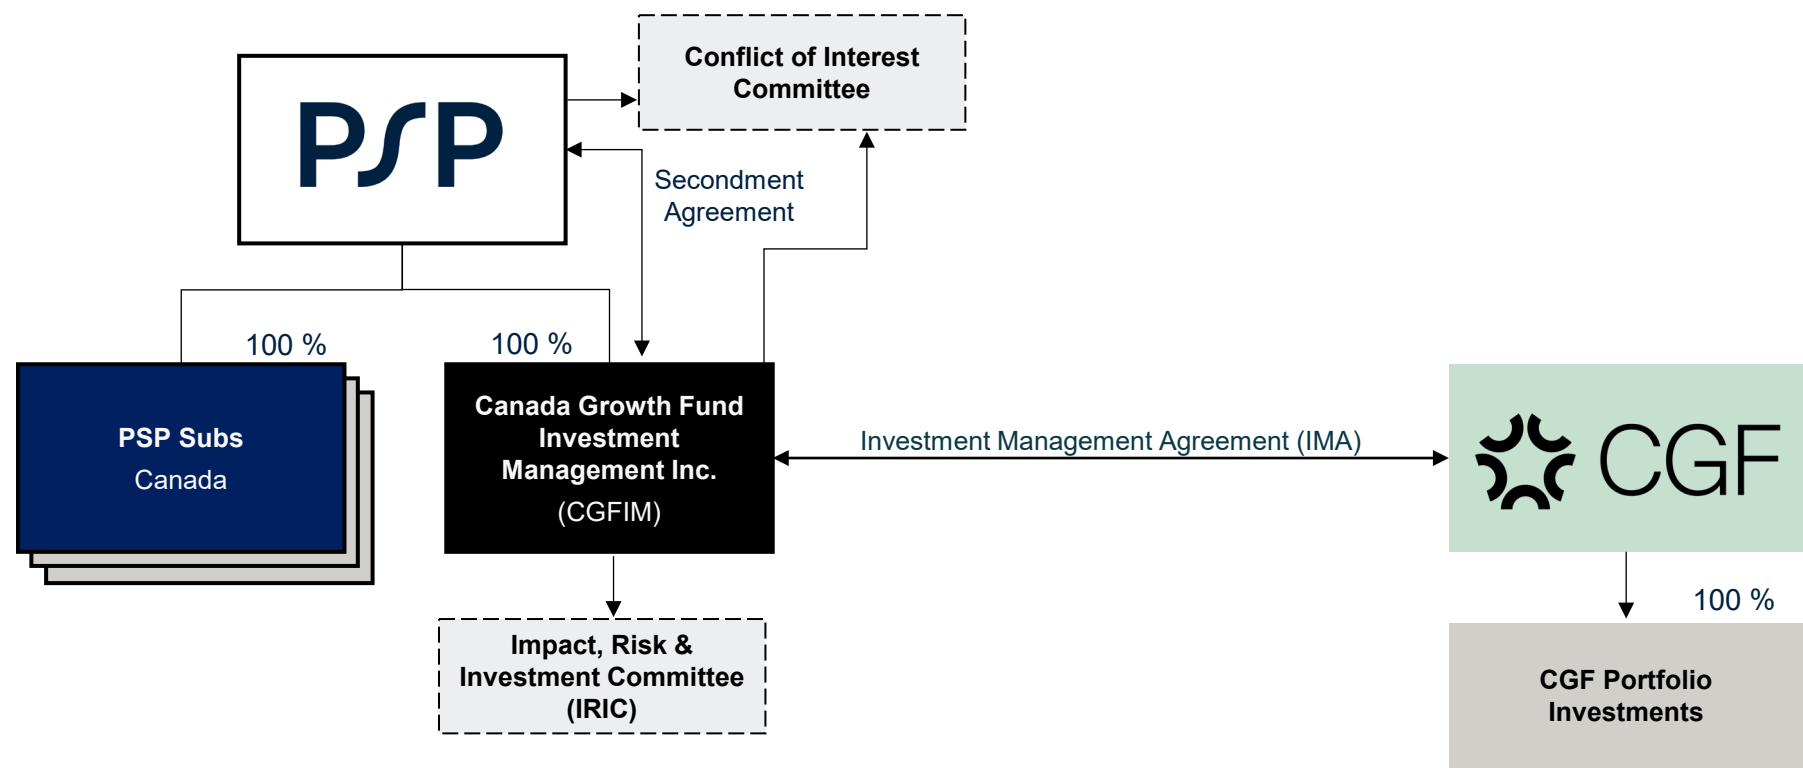 Conflict of Interest
Committee
PSP
Secondment
Agreement
100 %
100 %
PSP Subs
Canada
Canada Growth Fund
Investment
Management Inc.
(CGFIM)
Investment Management Agreement (IMA)
CGF
100 %
Impact, Risk &
Investment Committee
(IRIC)
CGF Portfolio
Investments